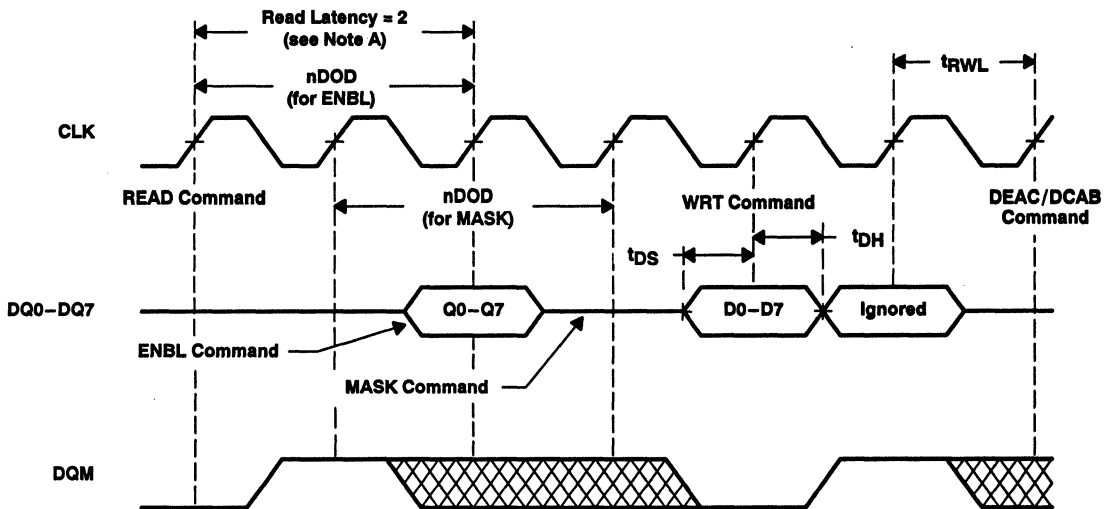 Read Latency = 2
(see Note A)
nDOD
(for ENBL)
tRWL
CLK
READ Command
nDOD
(for MASK)
WRT Command
DEAC/DCAB
Command
tDS
tDH
DQ0–DQ7
Q0–Q7
D0–D7
Ignored
ENBL Command
MASK Command
DQM